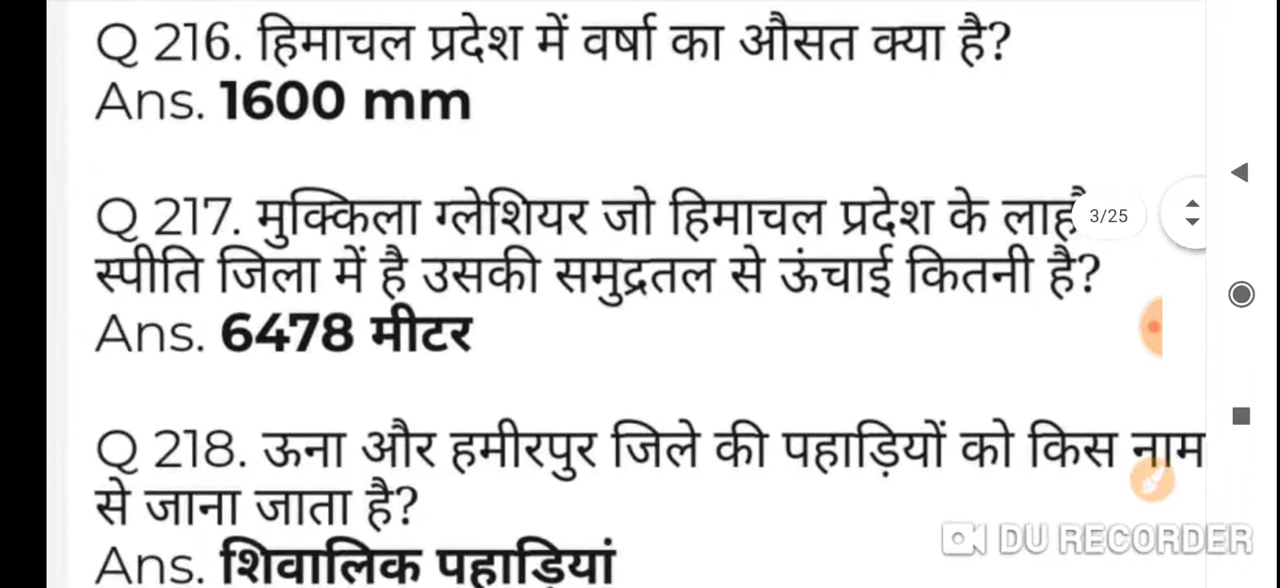 Q 216. हिमाचल प्रदेश में वर्षा का औसत क्या है?
Ans. 1600 mm
Q 217. मुक्किला ग्लेशियर जो हिमाचल प्रदेश के
3/25
स्पीति जिला में है उसकी समुद्रतल से ऊंचाई कितनी है?
Ans. 6478 मीटर
Q 218. ऊना और हमीरपुर जिले की पहाड़ियों को किस नाम
से जाना जाता है?
DU RECORDER
Ans. शिवालिक पहाड़ियां